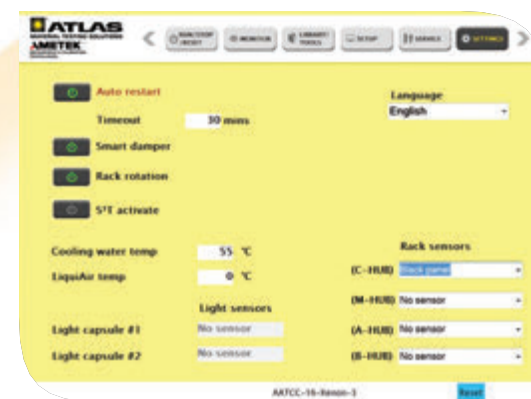 ATLAS
MATERIAL TESTING SOLUTIONS
AMETEK
RUN/STOP/RESET
MONITOR
LIBRARY/TOOLS
SETUP
SERVICE
SETTINGS
Auto restart
Timeout 30 mins
Smart damper
Rack rotation
S³T activate
Language
English
Cooling water temp 55 °C
LiquiAir temp 0 °C
Light sensors
Light capsule #1 No sensor
Light capsule #2 No sensor
Rack sensors
(C-HUB) Black panel
(M-HUB) No sensor
(A-HUB) No sensor
(B-HUB) No sensor
AATCC-16-Xenon-3
Reset